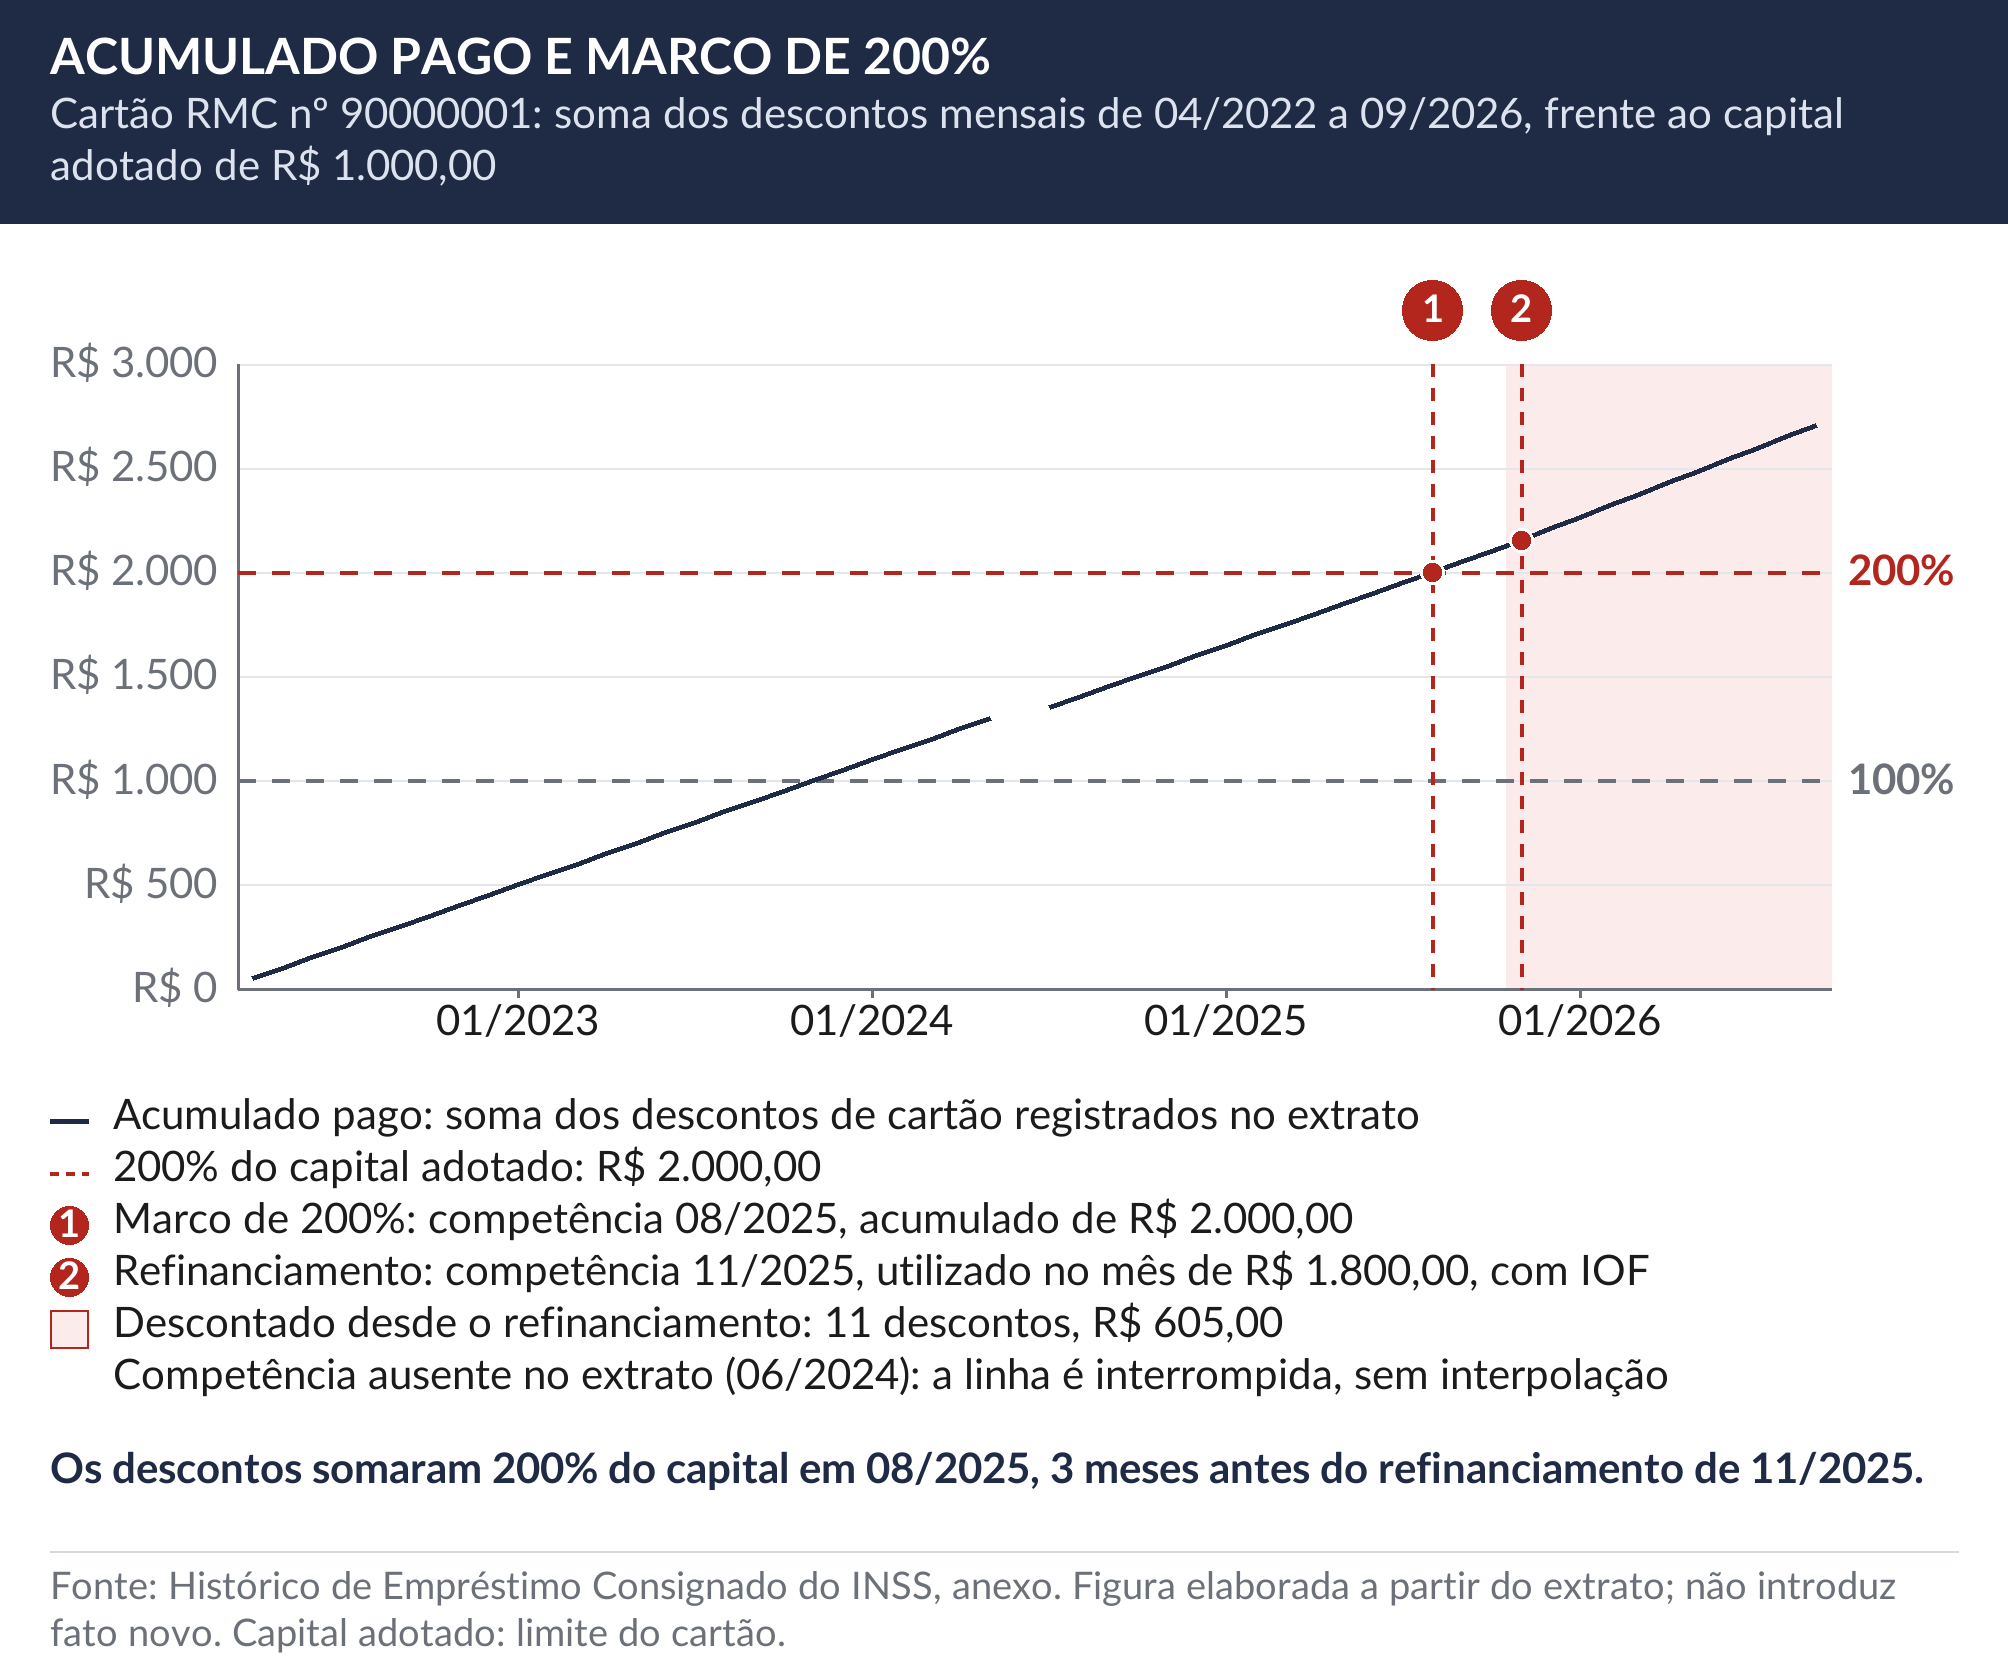 ACUMULADO PAGO E MARCO DE 200%
Cartão RMC nº 90000001: soma dos descontos mensais de 04/2022 a 09/2026, frente ao capital
adotado de R$ 1.000,00
1 2
R$ 3.000
R$ 2.500
R$ 2.000 200%
R$ 1.500
R$ 1.000 100%
R$ 500
R$ 0
01/2023 01/2024 01/2025 01/2026
Acumulado pago: soma dos descontos de cartão registrados no extrato
200% do capital adotado: R$ 2.000,00
1 Marco de 200%: competência 08/2025, acumulado de R$ 2.000,00
2 Refinanciamento: competência 11/2025, utilizado no mês de R$ 1.800,00, com IOF
Descontado desde o refinanciamento: 11 descontos, R$ 605,00
Competência ausente no extrato (06/2024): a linha é interrompida, sem interpolação
Os descontos somaram 200% do capital em 08/2025, 3 meses antes do refinanciamento de 11/2025.
Fonte: Histórico de Empréstimo Consignado do INSS, anexo. Figura elaborada a partir do extrato; não introduz
fato novo. Capital adotado: limite do cartão.